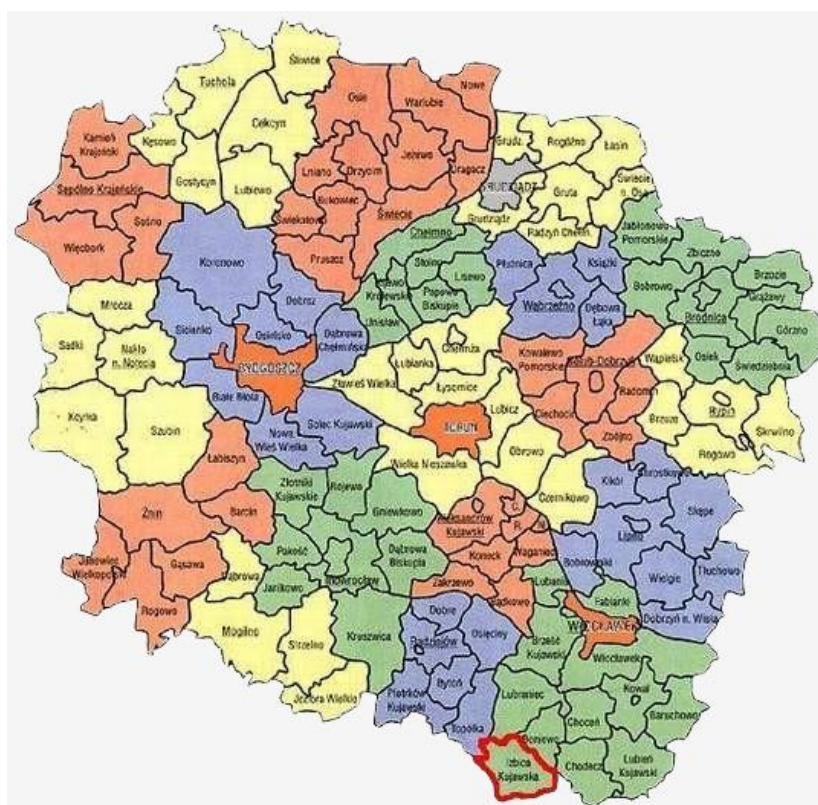 Śliwice
Tuchola
Osie
Warlubie
Nowe
Cekcyn
Kamień
Krajeński
Kęsowo
Grudz.
Rogóźno
Łasin
Lniano
Drzycim
Jeżewo
Dragacz
Gostycyn
Lubiewo
Sępólno Krajeńskie
Bukowiec
Gruta
Świecie
n. Osą
Sośno
Świekatowo
Świecie
Grudziądz
Radzyń Chełm.
Więcbork
Chełmno
Jabłonowo
Pomorskie
Zbiczno
Koronowo
Pruszcz
Stolno
Lisewo
Płużnica
Książki
Brzozie
Bobrowo
Grążawy
Papowo
Biskupie
Mrocza
Dobrcz
Unisław
Wąbrzeźno
Dębowa
Łąka
Brodnica
Górzno
Sicienko
Osielsko
Dąbrowa
Chełmińska
Chełmża
Osiek
Świedziebnia
Sadki
Nakło
n. Notecią
Łubianka
Kowalewo
Pomorskie
Golub-Dobrzyń
Wąpielsk
BYDGOSZCZ
Zławieś Wielka
Łysomice
Radomin
Białe Błota
Lubicz
Ciechocin
Rypin
Kcynia
Szubin
Solec Kujawski
TORUŃ
Brzuze
Skrwilno
Nowa
Wieś Wielka
Obrowo
Zbójno
Rogowo
Łabiszyn
Wielka Nieszawka
Złotniki
Kujawskie
Rojewo
Czernikowo
Kikół
Chrostkowo
Żnin
Barcin
Gniewkowo
Aleksandrów
Kujawski
C.
R.
N.
Skępe
Pakość
Dąbrowa
Biskupia
Koneck
Waganiec
Lipno
Janowiec
Wielkopolski
Gąsawa
Dąbrowa
Janikowo
Inowrocław
Zakrzewo
Bobrowniki
Wielgie
Tłuchowo
Lubanie
Rogowo
Bądkowo
Fabianki
Dobrzyń n. Wisłą
Mogilno
Strzelno
Kruszwica
Dobre
Radziejów
Osięciny
Brześć
Kujawski
WŁOCŁAWEK
Włocławek
Jeziora Wielkie
Piotrków
Kujawski
Bytoń
Lubraniec
Kowal
Topólka
Choceń
Baruchowo
Boniewo
Izbica
Kujawska
Chodecz
Lubień
Kujawski